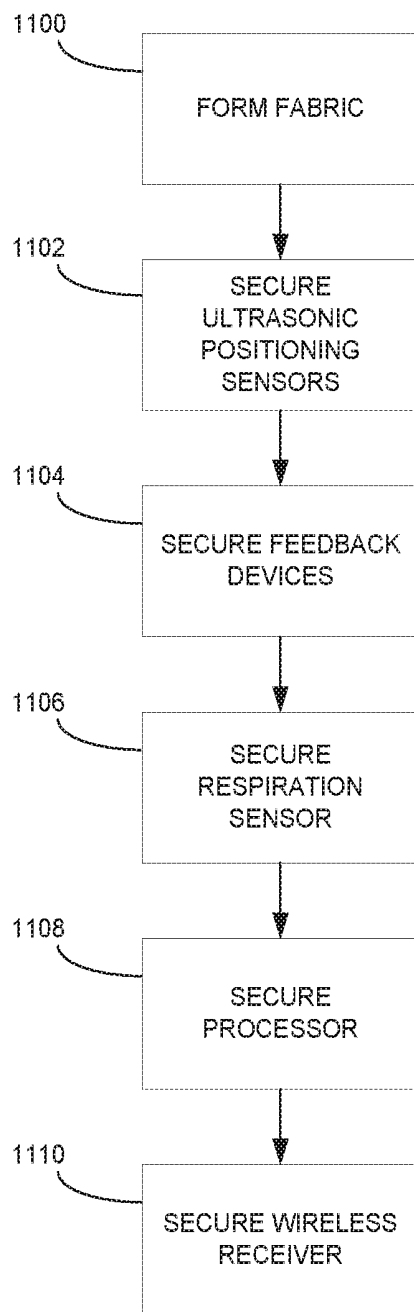 1100
FORM FABRIC
1102
SECURE
ULTRASONIC
POSITIONING
SENSORS
1104
SECURE FEEDBACK
DEVICES
1106
SECURE
RESPIRATION
SENSOR
1108
SECURE
PROCESSOR
1110
SECURE WIRELESS
RECEIVER